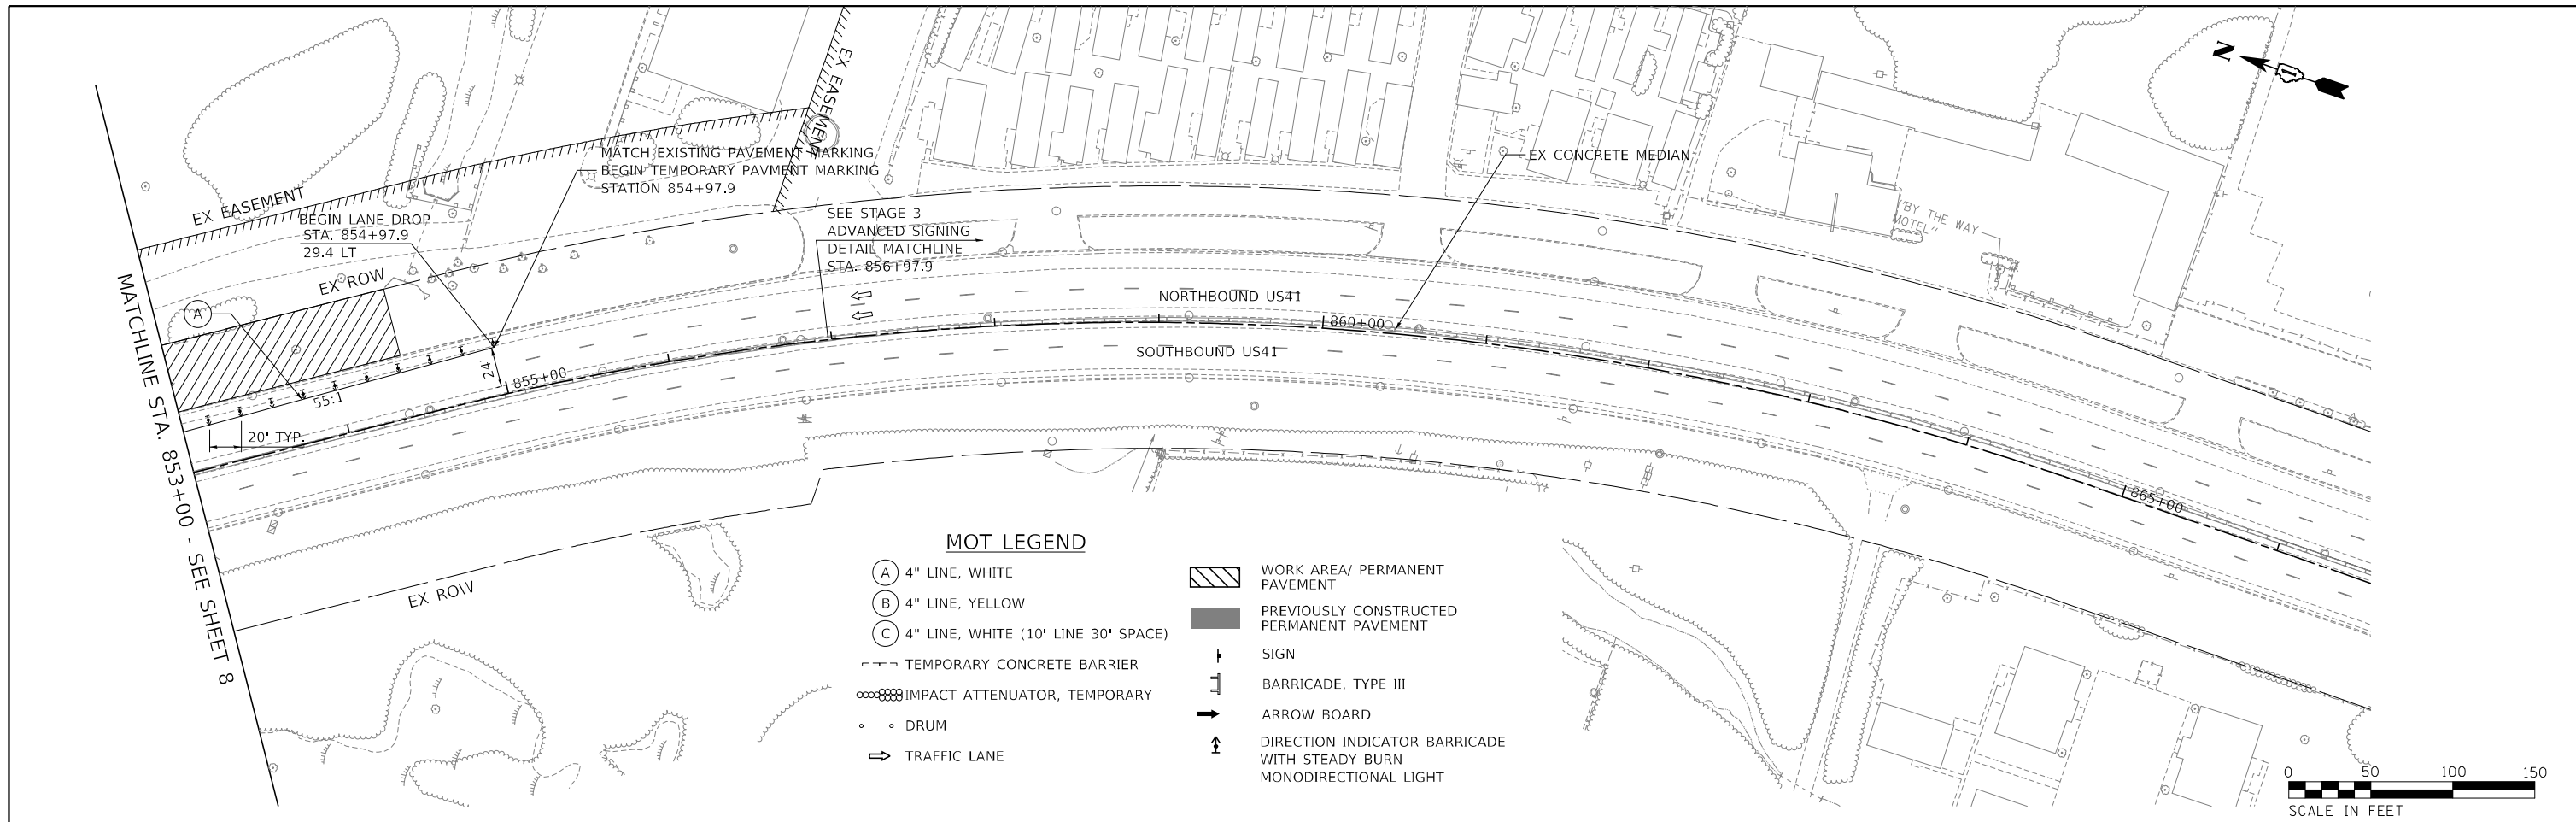 EX EASEMENT
N
1
MATCH EXISTING PAVEMENT MARKING
BEGIN TEMPORARY PAVMENT MARKING
STATION 854+97.9
EX CONCRETE MEDIAN
EX EASEMENT
BEGIN LANE DROP
STA. 854+97.9
29.4 LT
SEE STAGE 3
ADVANCED SIGNING
DETAIL MATCHLINE
STA. 856+97.9
"BY THE WAY
MOTEL"
EX ROW
A
NORTHBOUND US41
860+00
SOUTHBOUND US41
24'
855+00
55:1
20' TYP.
865+00
MATCHLINE STA. 853+00 - SEE SHEET 8
EX ROW
MOT LEGEND
A 4" LINE, WHITE
B 4" LINE, YELLOW
C 4" LINE, WHITE (10' LINE 30' SPACE)
TEMPORARY CONCRETE BARRIER
IMPACT ATTENUATOR, TEMPORARY
DRUM
TRAFFIC LANE
WORK AREA/ PERMANENT
PAVEMENT
PREVIOUSLY CONSTRUCTED
PERMANENT PAVEMENT
SIGN
BARRICADE, TYPE III
ARROW BOARD
DIRECTION INDICATOR BARRICADE
WITH STEADY BURN
MONODIRECTIONAL LIGHT
0 50 100 150
SCALE IN FEET